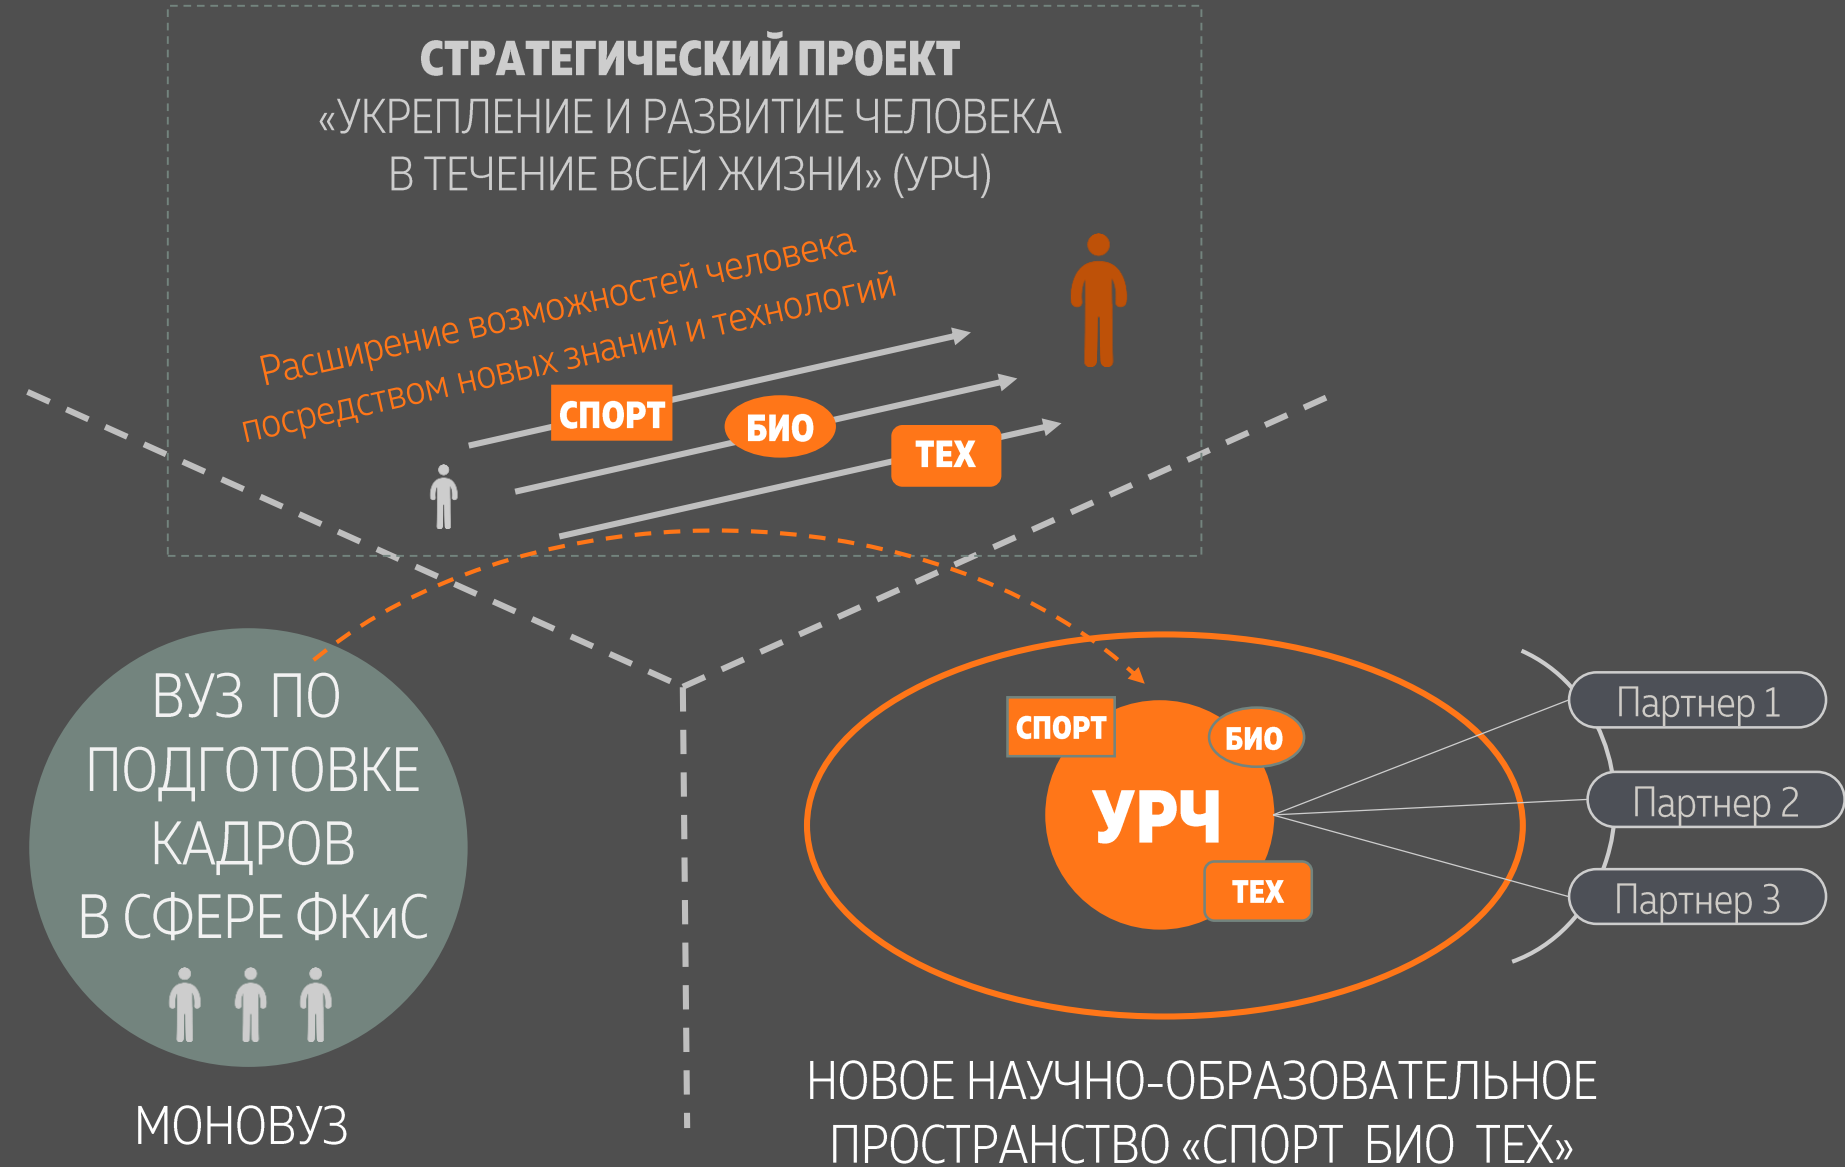 СТРАТЕГИЧЕСКИЙ ПРОЕКТ
«УКРЕПЛЕНИЕ И РАЗВИТИЕ ЧЕЛОВЕКА
В ТЕЧЕНИЕ ВСЕЙ ЖИЗНИ» (УРЧ)
Расширение возможностей человека
посредством новых знаний и технологий
СПОРТ
БИО
ТЕХ
ВУЗ ПО
ПОДГОТОВКЕ
КАДРОВ
В СФЕРЕ ФКиС
МОНОВУЗ
СПОРТ
БИО
УРЧ
ТЕХ
Партнер 1
Партнер 2
Партнер 3
НОВОЕ НАУЧНО-ОБРАЗОВАТЕЛЬНОЕ
ПРОСТРАНСТВО «СПОРТ БИО ТЕХ»